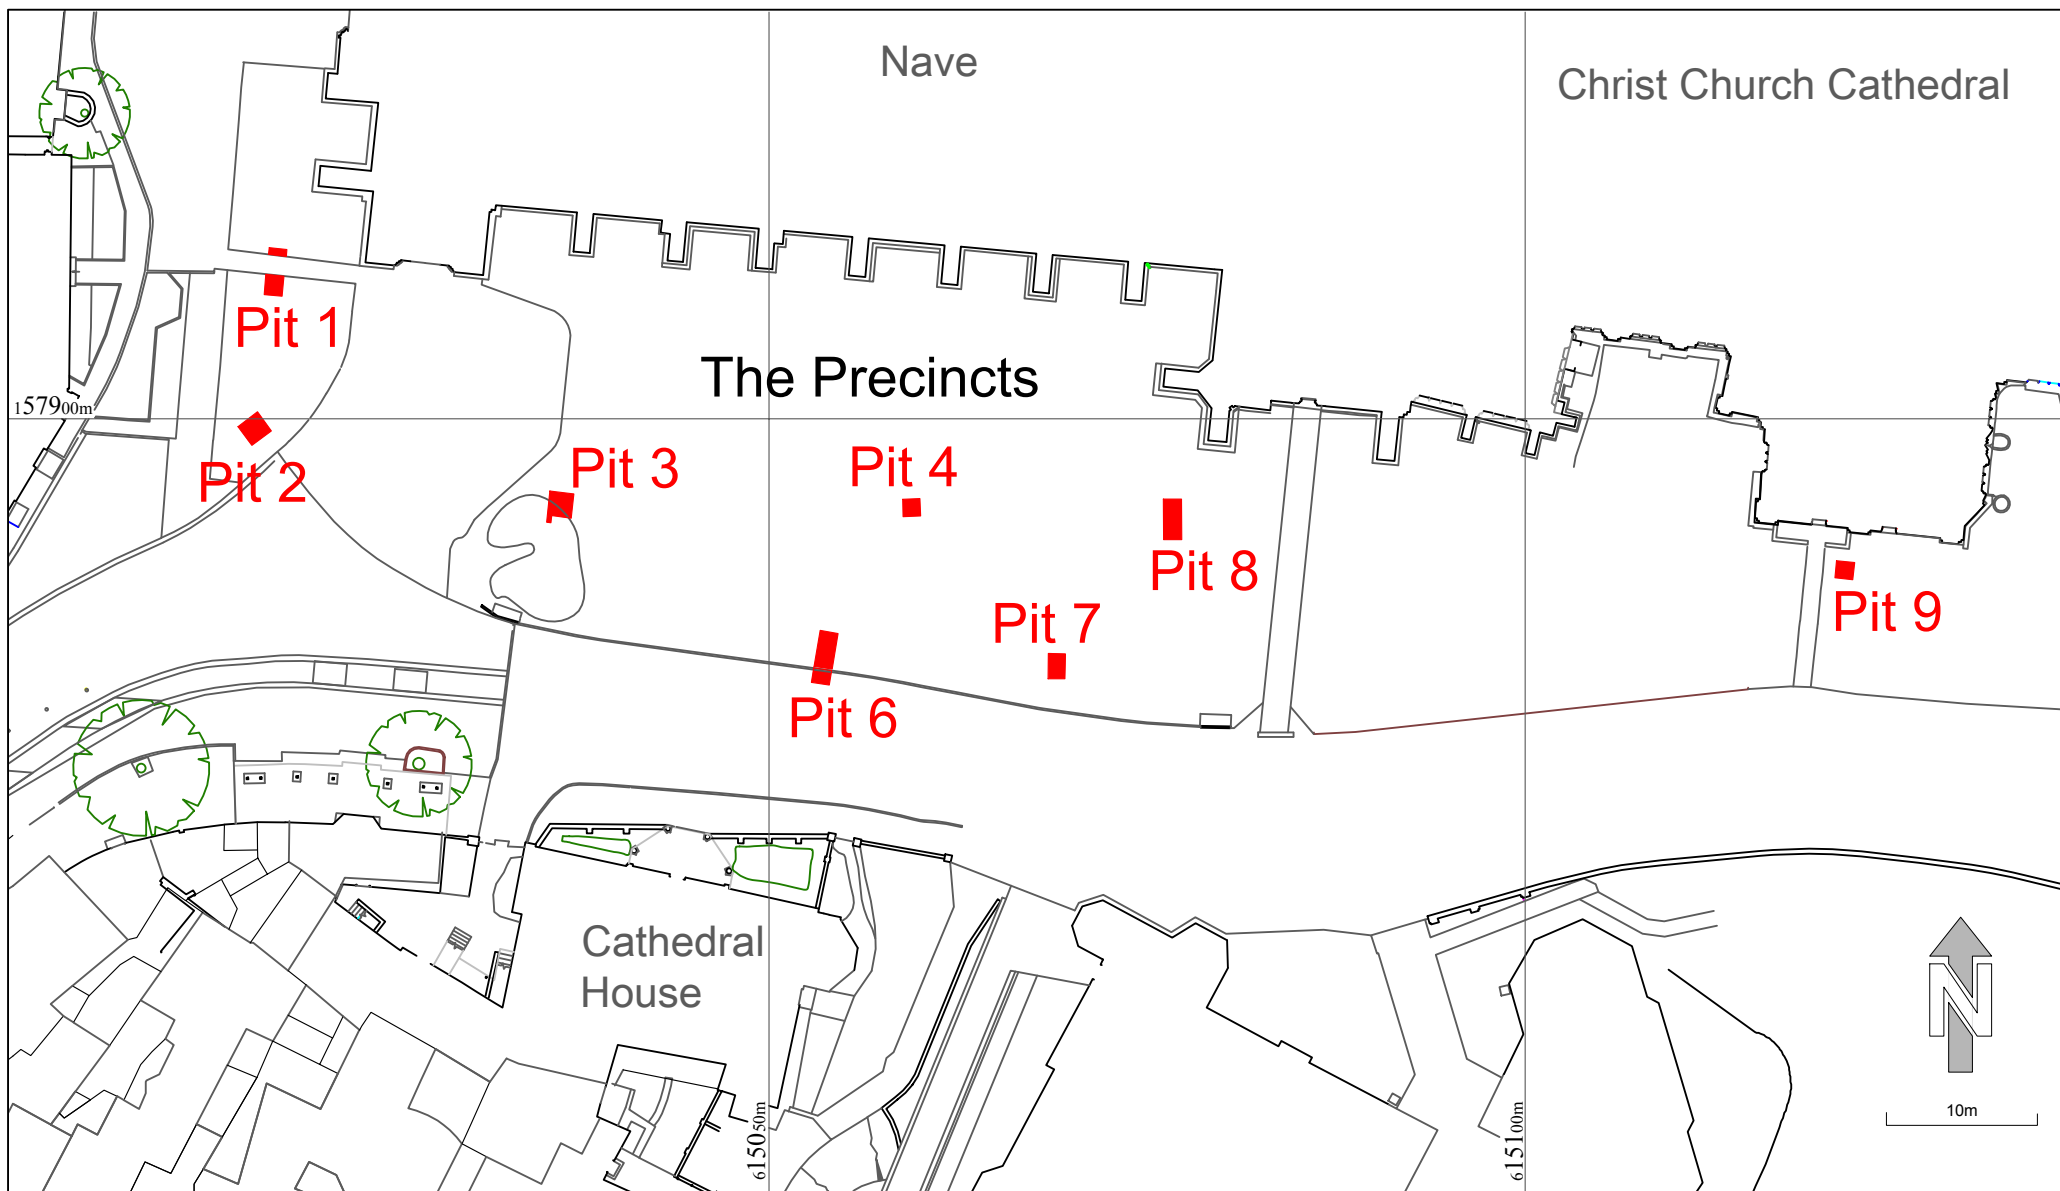 Nave
Christ Church Cathedral
Pit 1
The Precincts
157900m
Pit 2
Pit 3
Pit 4
Pit 8
Pit 7
Pit 9
Pit 6
Cathedral
House
N
10m
615050m
615100m